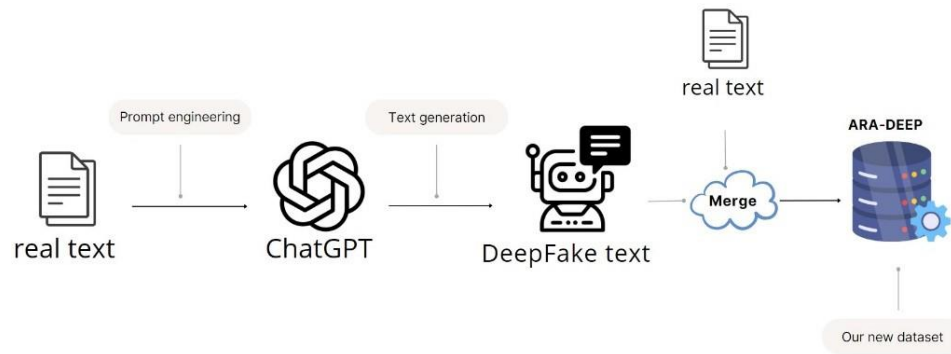 real text
Prompt engineering
ChatGPT
Text generation
DeepFake text
real text
Merge
ARA-DEEP
Our new dataset